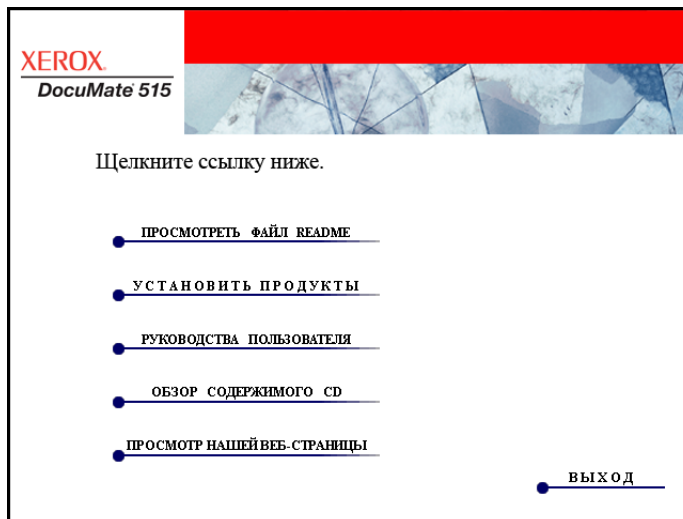 XEROX.
DocuMate 515
Щелкните ссылку ниже.
ПРОСМОТРЕТЬ ФАЙЛ README
УСТАНОВИТЬ ПРОДУКТЫ
РУКОВОДСТВА ПОЛЬЗОВАТЕЛЯ
ОБЗОР СОДЕРЖИМОГО CD
ПРОСМОТР НАШЕЙ ВЕБ-СТРАНИЦЫ
ВЫХОД